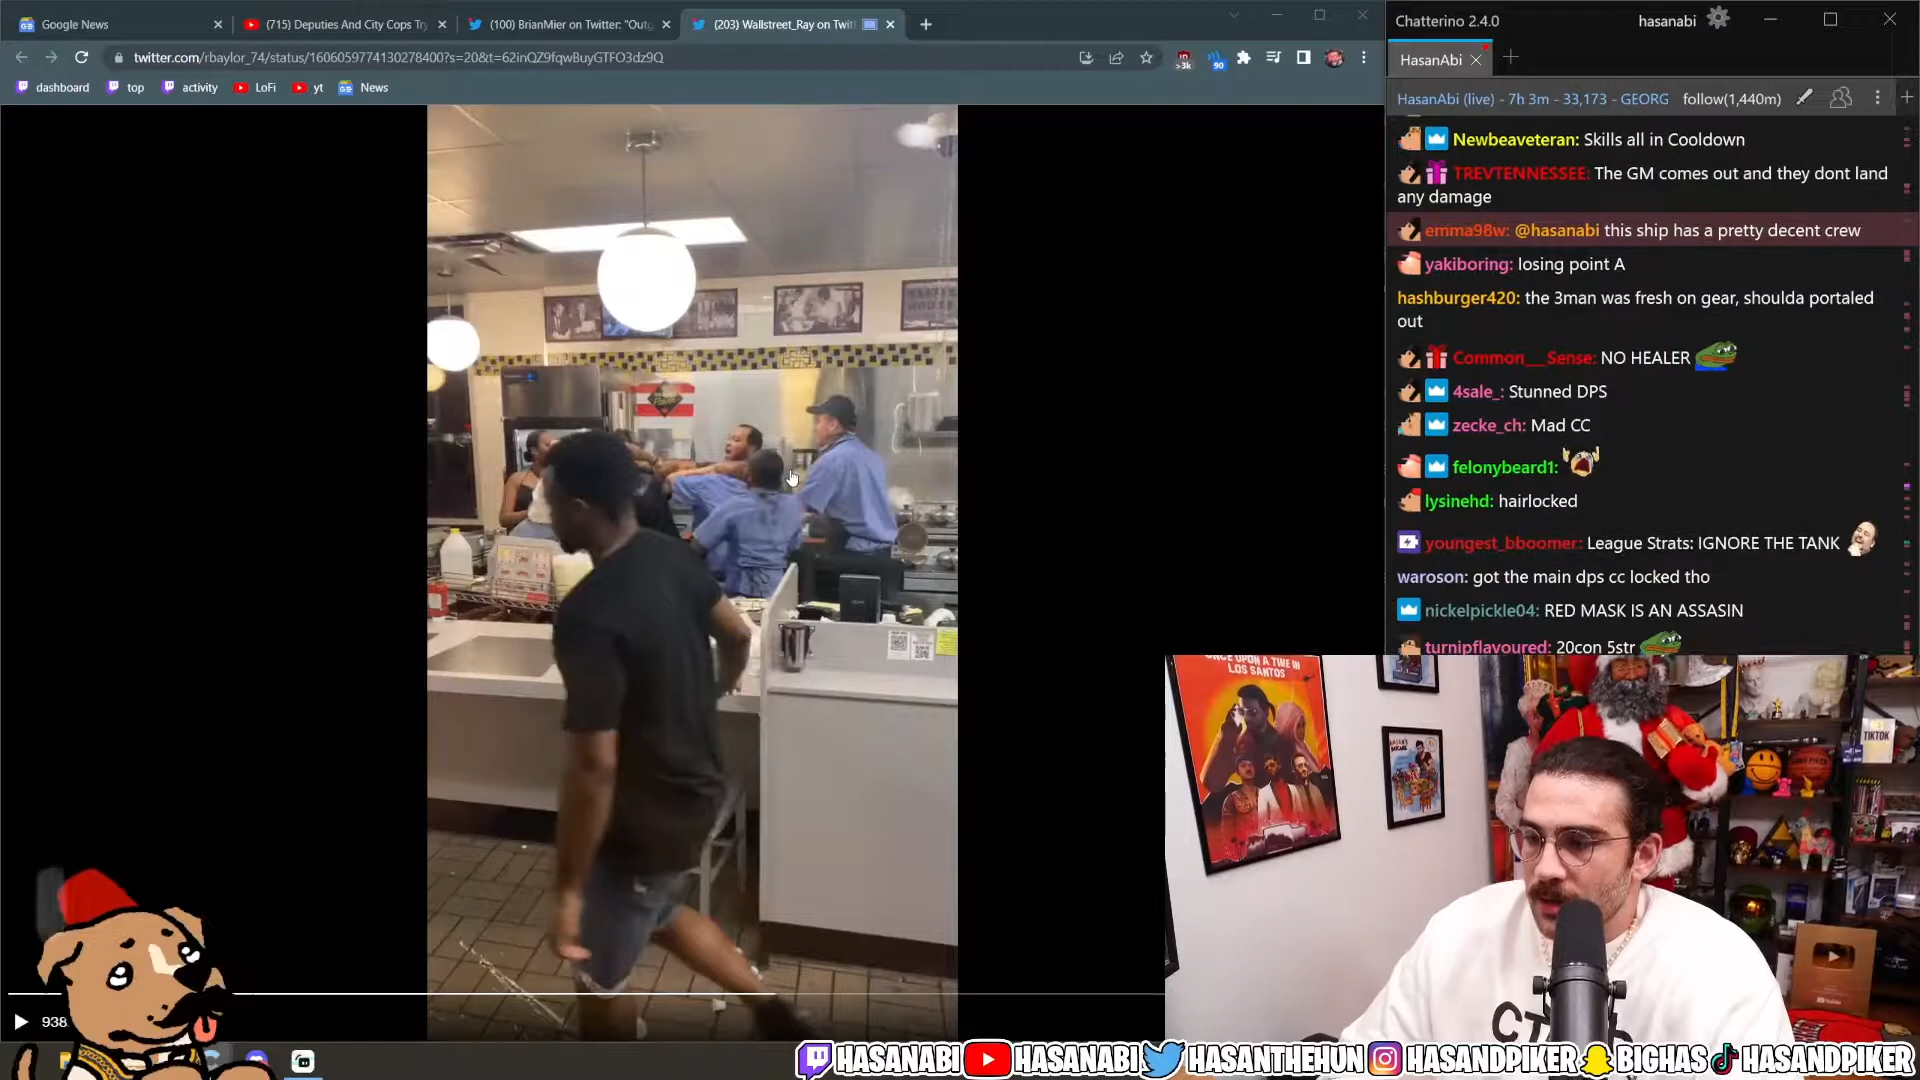 Google News
(715) Deputies And City Cops Try
(100) BrianMier on Twitter: "Outg
(203) Wallstreet_Ray on Twitt
twitter.com/rbaylor_74/status/1606059774130278400?s=20&t=62inQZ9fqwBuyGTFO3dz9Q
>3k
90
dashboard
top
activity
LoFi
yt
News
Chatterino 2.4.0
hasanabi
HasanAbi
HasanAbi (live) - 7h 3m - 33,173 - GEORG
follow(1,440m)
Newbeaveteran: Skills all in Cooldown
TREVTENNESSEE: The GM comes out and they dont land
any damage
emma98w: @hasanabi this ship has a pretty decent crew
yakiboring: losing point A
hashburger420: the 3man was fresh on gear, shoulda portaled
out
Common__Sense: NO HEALER
4sale_: Stunned DPS
zecke_ch: Mad CC
felonybeard1:
lysinehd: hairlocked
youngest_bboomer: League Strats: IGNORE THE TANK
waroson: got the main dps cc locked tho
nickelpickle04: RED MASK IS AN ASSASIN
turnipflavoured: 20con 5str
ONCE UPON A TIME IN
LOS SANTOS
TIKTOK
938
HASANABI
HASANABI
HASANTHEHUN
HASANDPIKER
BIGHAS
HASANDPIKER